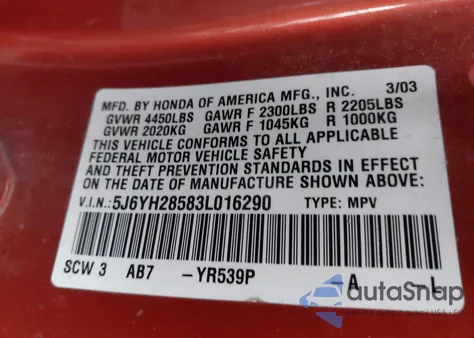 MFD. BY HONDA OF AMERICA MFG., INC. 3/03
GVWR 4450LBS GAWR F 2300LBS R 2205LBS
GVWR 2020KG GAWR F 1045KG R 1000KG
THIS VEHICLE CONFORMS TO ALL APPLICABLE
FEDERAL MOTOR VEHICLE SAFETY
AND THEFT PREVENTION STANDARDS IN EFFECT
ON THE DATE OF MANUFACTURE SHOWN ABOVE.
V.I.N.: 5J6YH28583L016290 TYPE: MPV
SCW 3 AB7 -YR539P -A L
autoSnap